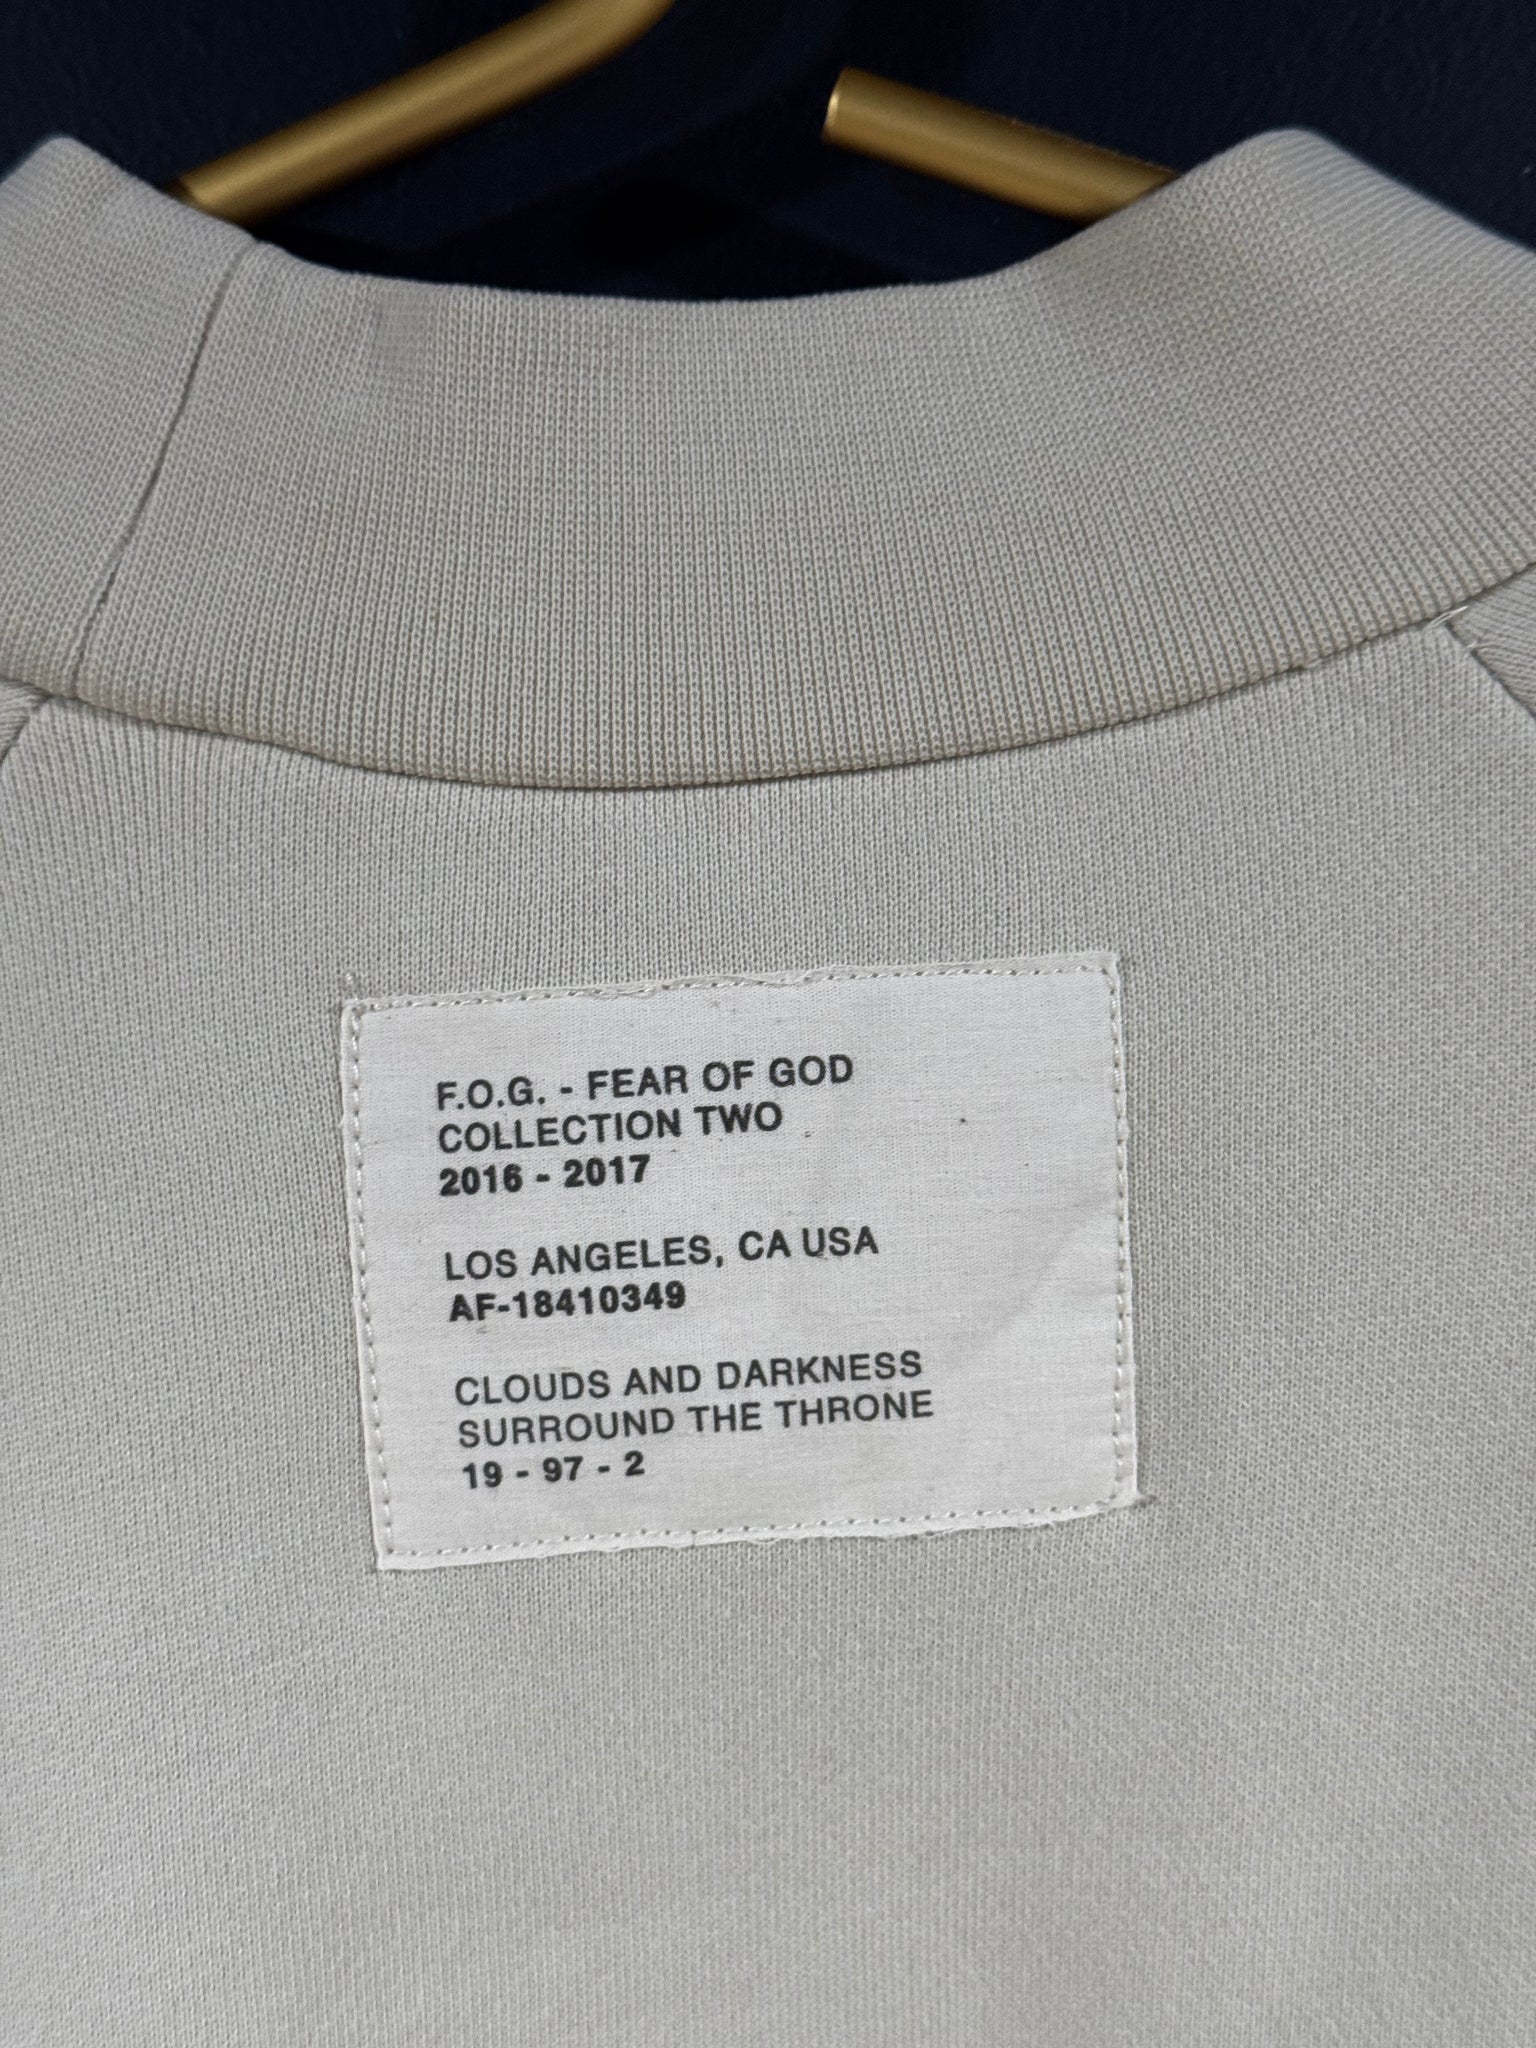 F.O.G. - FEAR OF GOD
COLLECTION TWO
2016 - 2017
LOS ANGELES, CA USA
AF-18410349
CLOUDS AND DARKNESS
SURROUND THE THRONE
19 - 97 - 2